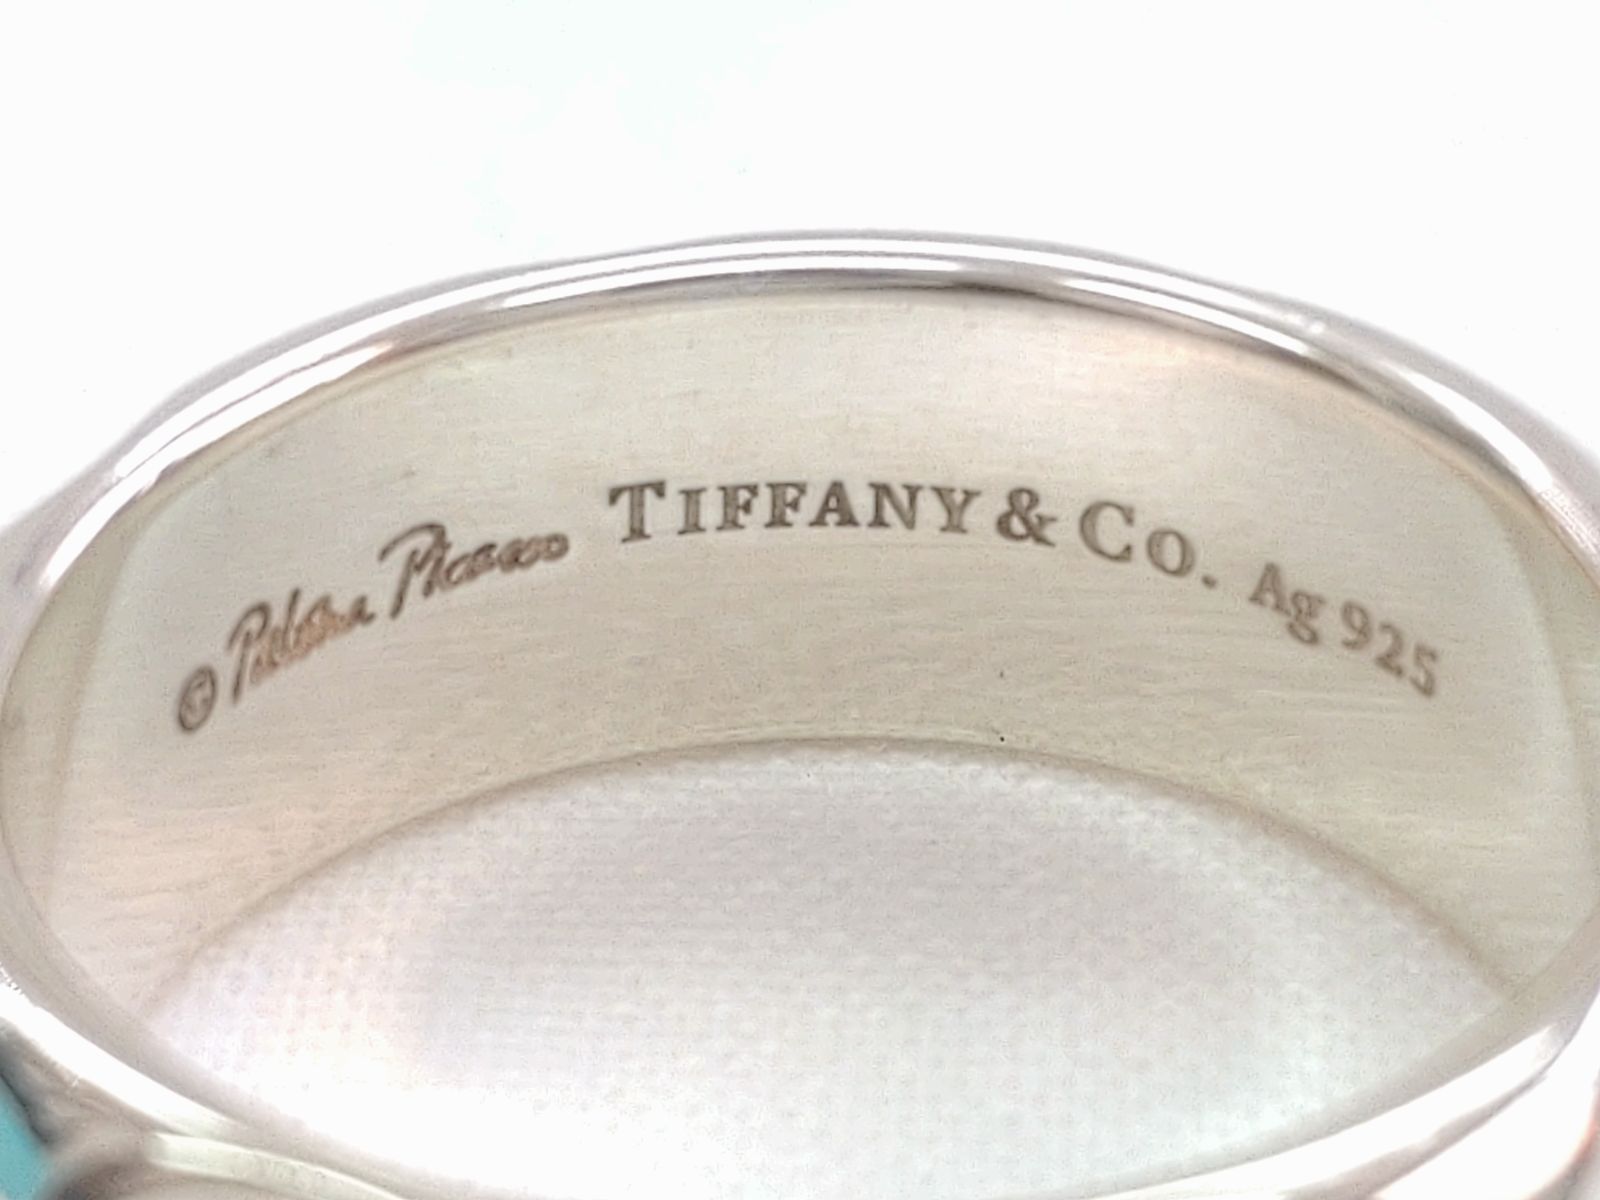 © Paloma Picasso TIFFANY & CO. Ag 925